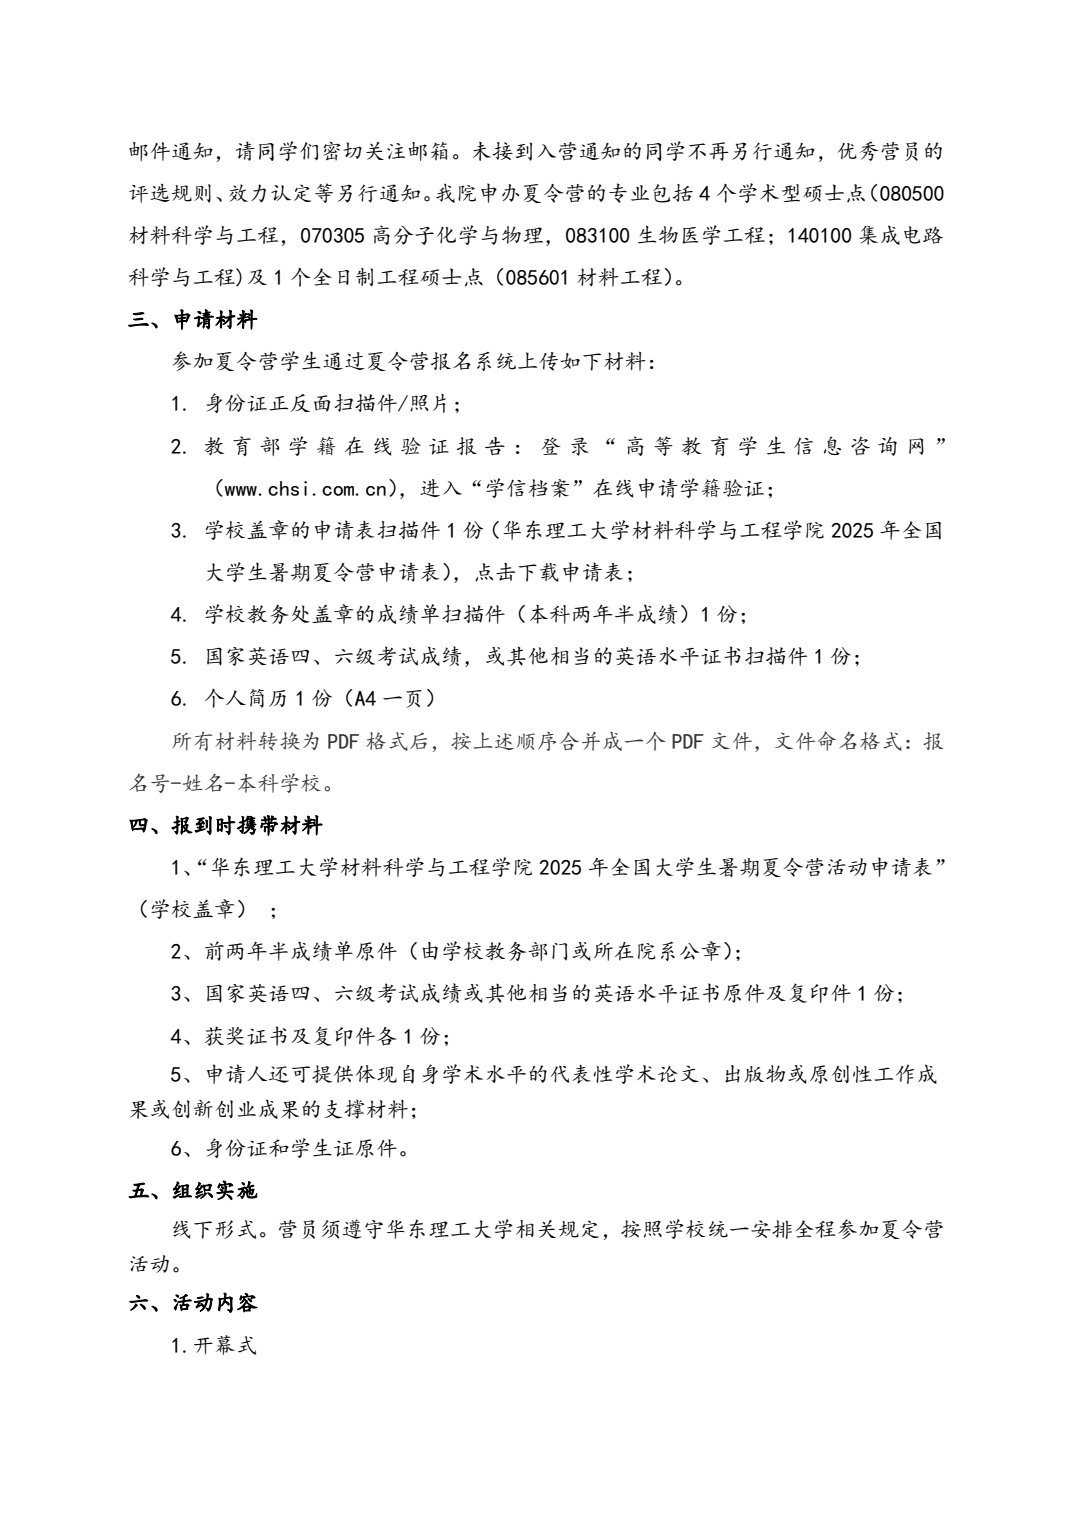 邮件通知，请同学们密切关注邮箱。未接到入营通知的同学不再另行通知，优秀营员的
评选规则、效力认定等另行通知。我院申办夏令营的专业包括 4 个学术型硕士点（080500
材料科学与工程，070305 高分子化学与物理，083100 生物医学工程；140100 集成电路
科学与工程)及 1 个全日制工程硕士点（085601 材料工程）。
三、申请材料
参加夏令营学生通过夏令营报名系统上传如下材料：
1. 身份证正反面扫描件/照片；
2. 教育部学籍在线验证报告：登录“高等教育学生信息咨询网”
（www.chsi.com.cn），进入“学信档案”在线申请学籍验证；
3. 学校盖章的申请表扫描件 1 份（华东理工大学材料科学与工程学院 2025 年全国
大学生暑期夏令营申请表），点击下载申请表；
4. 学校教务处盖章的成绩单扫描件（本科两年半成绩）1 份；
5. 国家英语四、六级考试成绩，或其他相当的英语水平证书扫描件 1 份；
6. 个人简历 1 份（A4 一页）
所有材料转换为 PDF 格式后，按上述顺序合并成一个 PDF 文件，文件命名格式：报
名号-姓名-本科学校。
四、报到时携带材料
1、“华东理工大学材料科学与工程学院 2025 年全国大学生暑期夏令营活动申请表”
（学校盖章） ；
2、前两年半成绩单原件（由学校教务部门或所在院系公章）；
3、国家英语四、六级考试成绩或其他相当的英语水平证书原件及复印件 1 份；
4、获奖证书及复印件各 1 份；
5、申请人还可提供体现自身学术水平的代表性学术论文、出版物或原创性工作成
果或创新创业成果的支撑材料；
6、身份证和学生证原件。
五、组织实施
线下形式。营员须遵守华东理工大学相关规定，按照学校统一安排全程参加夏令营
活动。
六、活动内容
1.开幕式